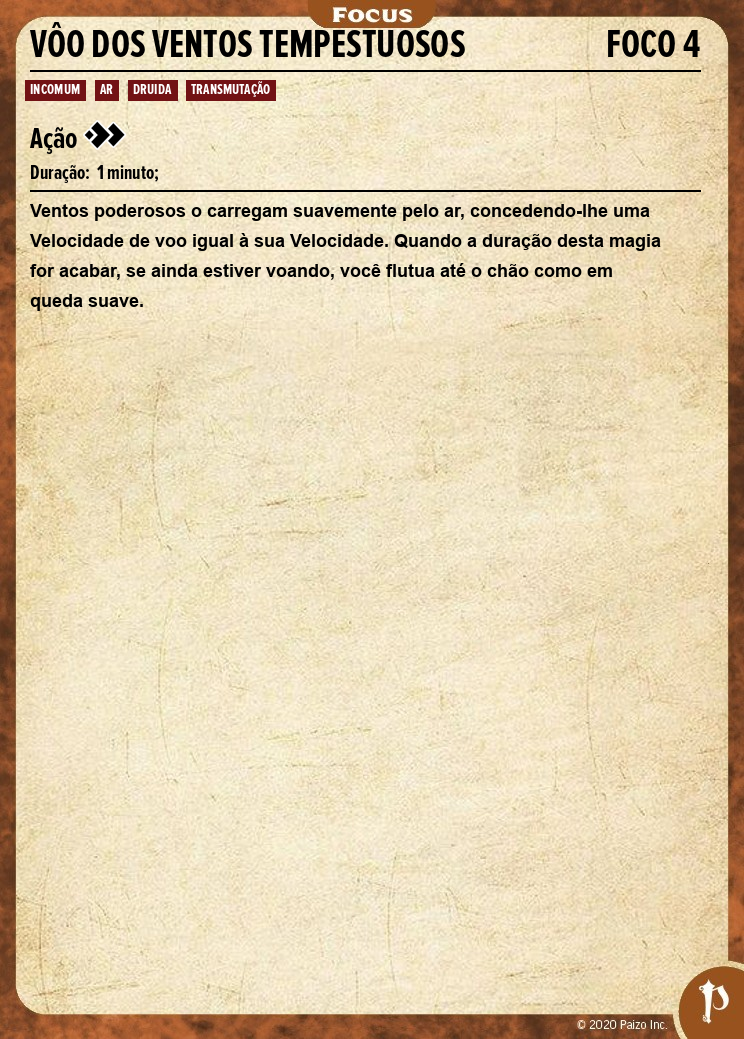 Focus
VÔO DOS VENTOS TEMPESTUOSOS FOCO 4
INCOMUM AR DRUIDA TRANSMUTAÇÃO
Ação
Duração: 1 minuto;
Ventos poderosos o carregam suavemente pelo ar, concedendo-lhe uma
Velocidade de voo igual à sua Velocidade. Quando a duração desta magia
for acabar, se ainda estiver voando, você flutua até o chão como em
queda suave.
© 2020 Paizo Inc.